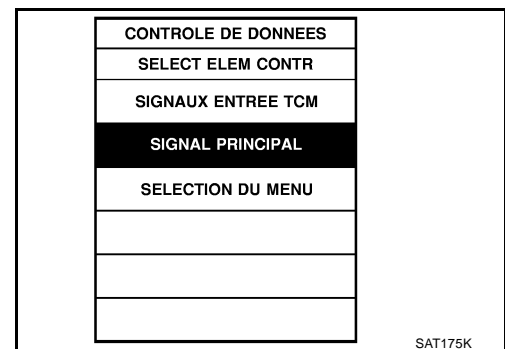 CONTROLE DE DONNEES
SELECT ELEM CONTR
SIGNAUX ENTREE TCM
SIGNAL PRINCIPAL
SELECTION DU MENU
SAT175K